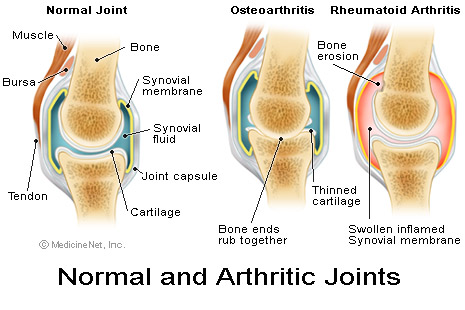 Normal Joint
Muscle
Bone
Bursa
Synovial
membrane
Synovial
fluid
Joint capsule
Tendon
Cartilage
© MedicineNet, Inc.
Osteoarthritis
Thinned
cartilage
Bone ends
rub together
Rheumatoid Arthritis
Bone
erosion
Swollen inflamed
Synovial membrane
Normal and Arthritic Joints